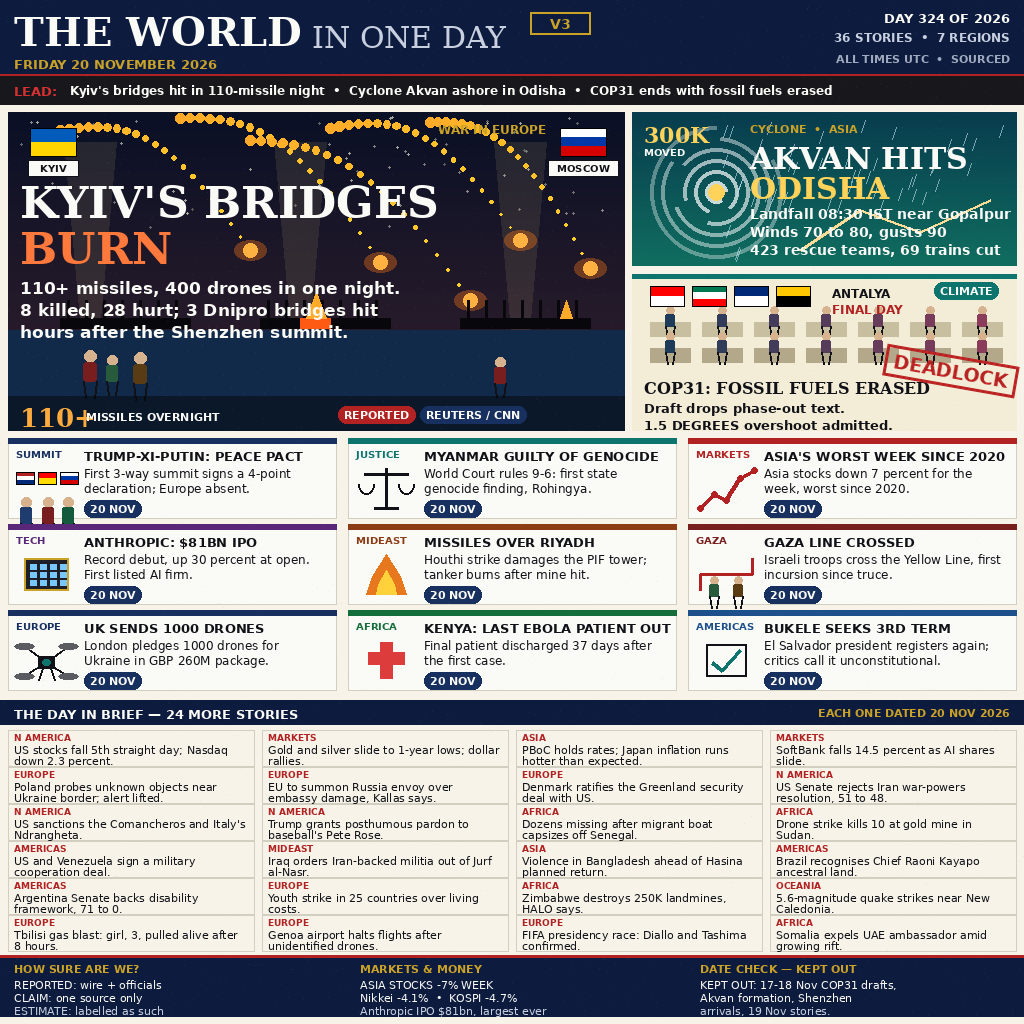 THE WORLD IN ONE DAY
V3
FRIDAY 20 NOVEMBER 2026
DAY 324 OF 2026
36 STORIES • 7 REGIONS
ALL TIMES UTC • SOURCED
LEAD: Kyiv's bridges hit in 110-missile night • Cyclone Akvan ashore in Odisha • COP31 ends with fossil fuels erased
WAR IN EUROPE
KYIV
MOSCOW
KYIV'S BRIDGES
BURN
110+ missiles, 400 drones in one night.
8 killed, 28 hurt; 3 Dnipro bridges hit
hours after the Shenzhen summit.
110+
MISSILES OVERNIGHT
REPORTED
REUTERS / CNN
300K
MOVED
CYCLONE • ASIA
AKVAN HITS
ODISHA
Landfall 08:30 IST near Gopalpur
Winds 70 to 80, gusts 90
423 rescue teams, 69 trains cut
ANTALYA
FINAL DAY
CLIMATE
DEADLOCK
COP31: FOSSIL FUELS ERASED
Draft drops phase-out text.
1.5 DEGREES overshoot admitted.
SUMMIT
TRUMP-XI-PUTIN: PEACE PACT
First 3-way summit signs a 4-point
declaration; Europe absent.
20 NOV
JUSTICE
MYANMAR GUILTY OF GENOCIDE
World Court rules 9-6: first state
genocide finding, Rohingya.
20 NOV
MARKETS
ASIA'S WORST WEEK SINCE 2020
Asia stocks down 7 percent for the
week, worst since 2020.
20 NOV
TECH
ANTHROPIC: $81BN IPO
Record debut, up 30 percent at open.
First listed AI firm.
20 NOV
MIDEAST
MISSILES OVER RIYADH
Houthi strike damages the PIF tower;
tanker burns after mine hit.
20 NOV
GAZA
GAZA LINE CROSSED
Israeli troops cross the Yellow Line, first
incursion since truce.
20 NOV
EUROPE
UK SENDS 1000 DRONES
London pledges 1000 drones for
Ukraine in GBP 260M package.
20 NOV
AFRICA
KENYA: LAST EBOLA PATIENT OUT
Final patient discharged 37 days after
the first case.
20 NOV
AMERICAS
BUKELE SEEKS 3RD TERM
El Salvador president registers again;
critics call it unconstitutional.
20 NOV
THE DAY IN BRIEF — 24 MORE STORIES
EACH ONE DATED 20 NOV 2026
N AMERICA
US stocks fall 5th straight day; Nasdaq
down 2.3 percent.
MARKETS
Gold and silver slide to 1-year lows; dollar
rallies.
ASIA
PBoC holds rates; Japan inflation runs
hotter than expected.
MARKETS
SoftBank falls 14.5 percent as AI shares
slide.
EUROPE
Poland probes unknown objects near
Ukraine border; alert lifted.
EUROPE
EU to summon Russia envoy over
embassy damage, Kallas says.
EUROPE
Denmark ratifies the Greenland security
deal with US.
N AMERICA
US Senate rejects Iran war-powers
resolution, 51 to 48.
N AMERICA
US sanctions the Comancheros and Italy's
Ndrangheta.
N AMERICA
Trump grants posthumous pardon to
baseball's Pete Rose.
AFRICA
Dozens missing after migrant boat
capsizes off Senegal.
AFRICA
Drone strike kills 10 at gold mine in
Sudan.
AMERICAS
US and Venezuela sign a military
cooperation deal.
MIDEAST
Iraq orders Iran-backed militia out of Jurf
al-Nasr.
ASIA
Violence in Bangladesh ahead of Hasina
planned return.
AMERICAS
Brazil recognises Chief Raoni Kayapo
ancestral land.
AMERICAS
Argentina Senate backs disability
framework, 71 to 0.
EUROPE
Youth strike in 25 countries over living
costs.
AFRICA
Zimbabwe destroys 250K landmines,
HALO says.
OCEANIA
5.6-magnitude quake strikes near New
Caledonia.
EUROPE
Tbilisi gas blast: girl, 3, pulled alive after
8 hours.
EUROPE
Genoa airport halts flights after
unidentified drones.
EUROPE
FIFA presidency race: Diallo and Tashima
confirmed.
AFRICA
Somalia expels UAE ambassador amid
growing rift.
HOW SURE ARE WE?
REPORTED: wire + officials
CLAIM: one source only
ESTIMATE: labelled as such
MARKETS & MONEY
ASIA STOCKS -7% WEEK
Nikkei -4.1% • KOSPI -4.7%
Anthropic IPO $81bn, largest ever
DATE CHECK — KEPT OUT
KEPT OUT: 17-18 Nov COP31 drafts,
Akvan formation, Shenzhen
arrivals, 19 Nov stories.